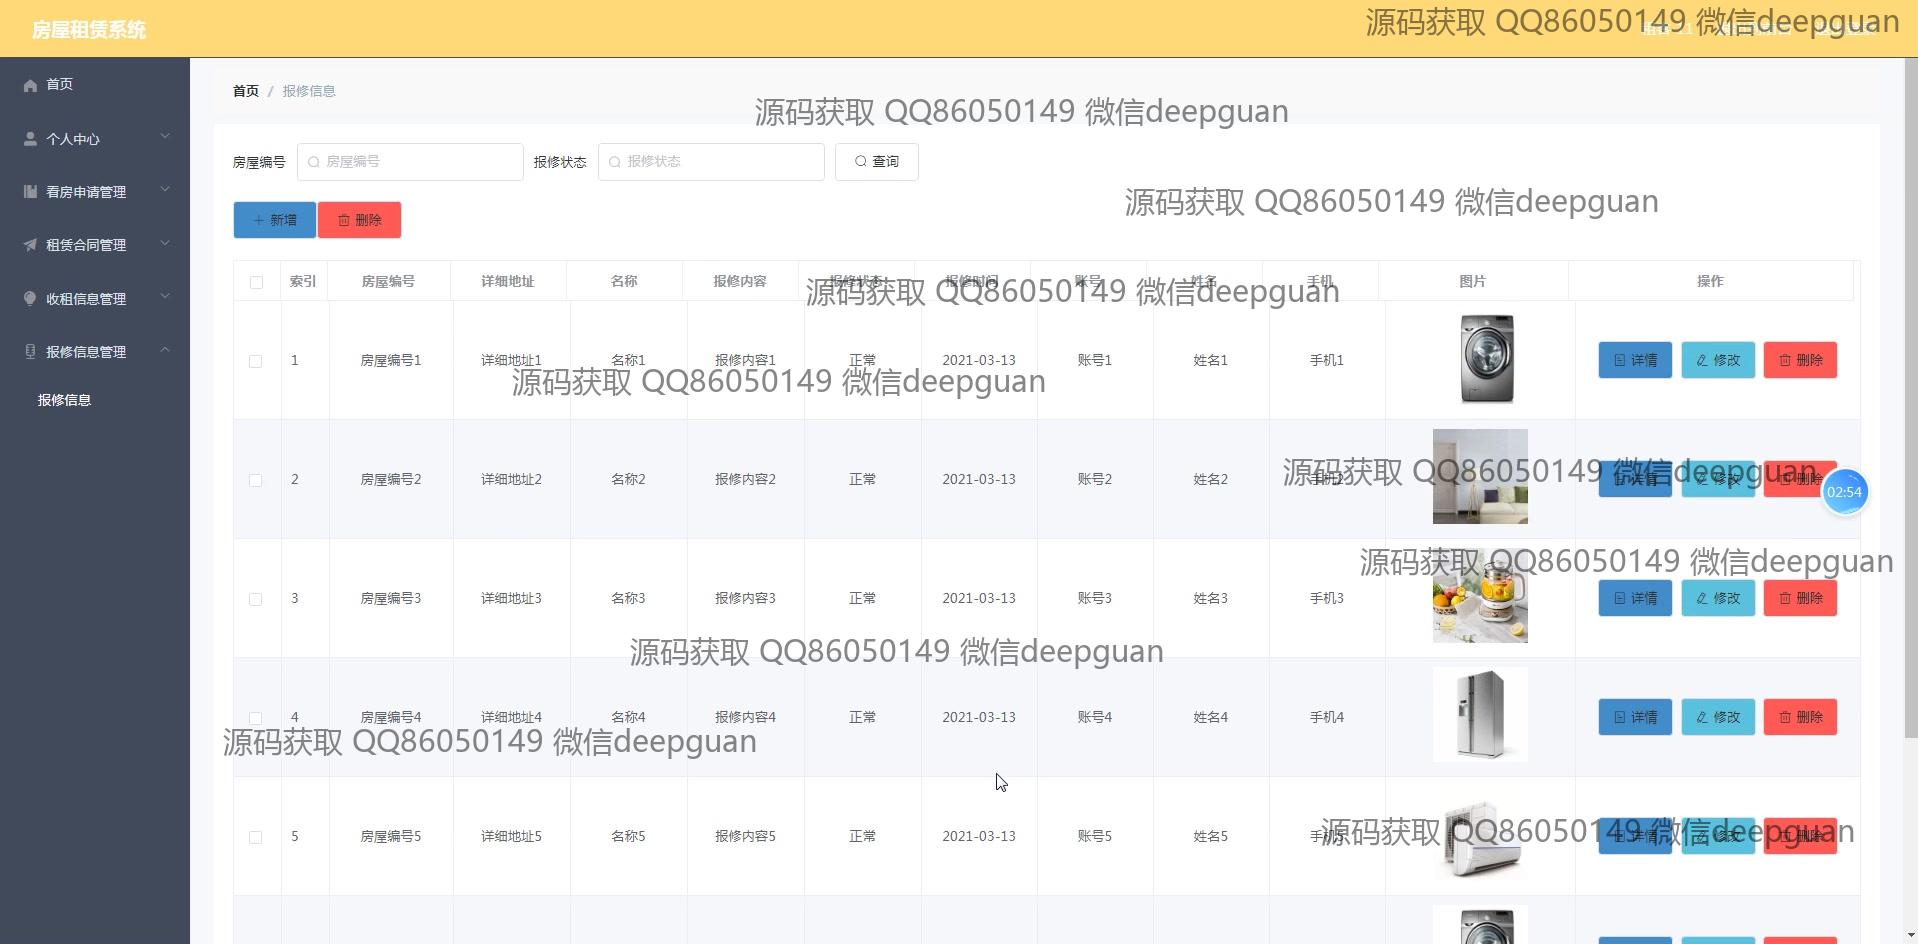 房屋租赁系统
源码获取 QQ86050149 微信deepguan
首页
个人中心
看房申请管理
租赁合同管理
收租信息管理
报修信息管理
报修信息
首页 / 报修信息
源码获取 QQ86050149 微信deepguan
房屋编号 房屋编号 报修状态 报修状态 查询
源码获取 QQ86050149 微信deepguan
新增 删除
索引 房屋编号 详细地址 名称 报修内容 报修状态 报修时间 账号 姓名 手机 图片 操作
源码获取 QQ86050149 微信deepguan
1 房屋编号1 详细地址1 名称1 报修内容1 正常 2021-03-13 账号1 姓名1 手机1 详情 修改 删除
源码获取 QQ86050149 微信deepguan
源码获取 QQ86050149 微信deepguan
2 房屋编号2 详细地址2 名称2 报修内容2 正常 2021-03-13 账号2 姓名2 手机2 详情 修改 删除
02:54
源码获取 QQ86050149 微信deepguan
3 房屋编号3 详细地址3 名称3 报修内容3 正常 2021-03-13 账号3 姓名3 手机3 详情 修改 删除
源码获取 QQ86050149 微信deepguan
4 房屋编号4 详细地址4 名称4 报修内容4 正常 2021-03-13 账号4 姓名4 手机4 详情 修改 删除
源码获取 QQ86050149 微信deepguan
5 房屋编号5 详细地址5 名称5 报修内容5 正常 2021-03-13 账号5 姓名5 手机5 详情 修改 删除
源码获取 QQ86050149 微信deepguan